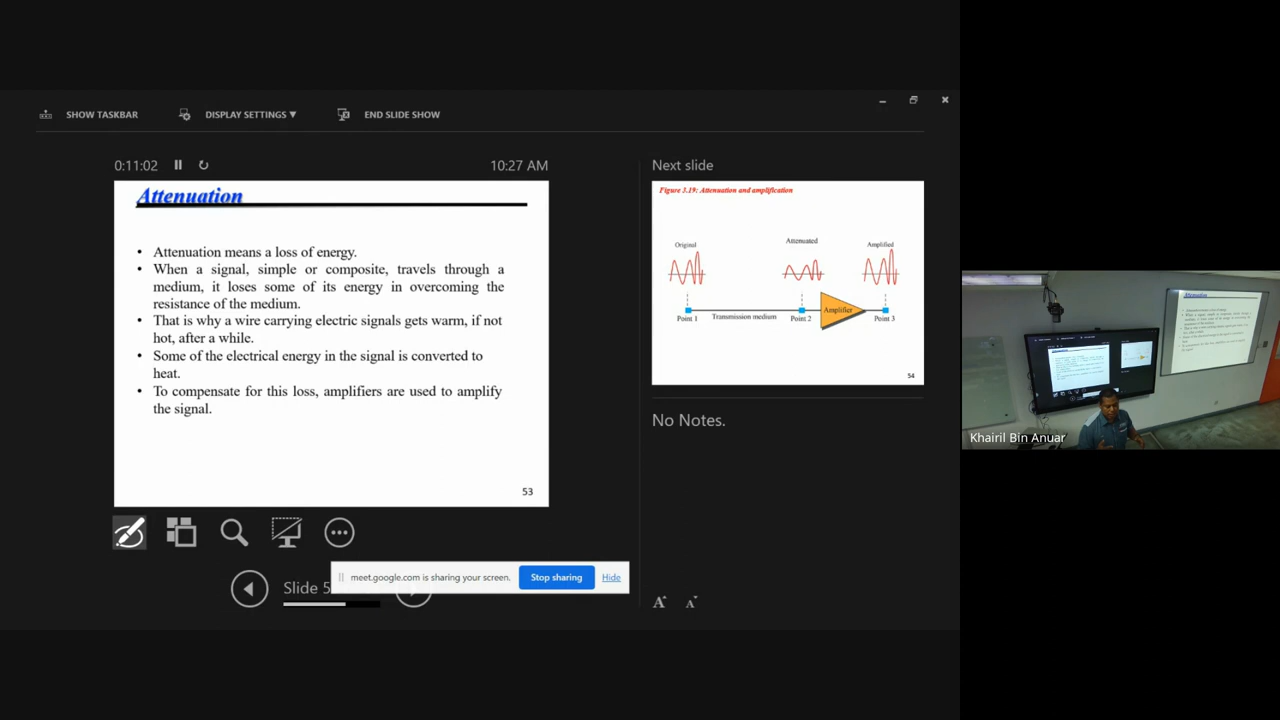 SHOW TASKBAR
DISPLAY SETTINGS ▼
END SLIDE SHOW
0:11:02
10:27 AM
Next slide
Attenuation
• Attenuation means a loss of energy.
• When a signal, simple or composite, travels through a
medium, it loses some of its energy in overcoming the
resistance of the medium.
• That is why a wire carrying electric signals gets warm, if not
hot, after a while.
• Some of the electrical energy in the signal is converted to
heat.
• To compensate for this loss, amplifiers are used to amplify
the signal.
53
Figure 3.19: Attenuation and amplification
Original
Attenuated
Amplified
Amplifier
Point 1
Transmission medium
Point 2
Point 3
54
No Notes.
Khairil Bin Anuar
meet.google.com is sharing your screen.
Stop sharing
Hide
Slide 5
A A